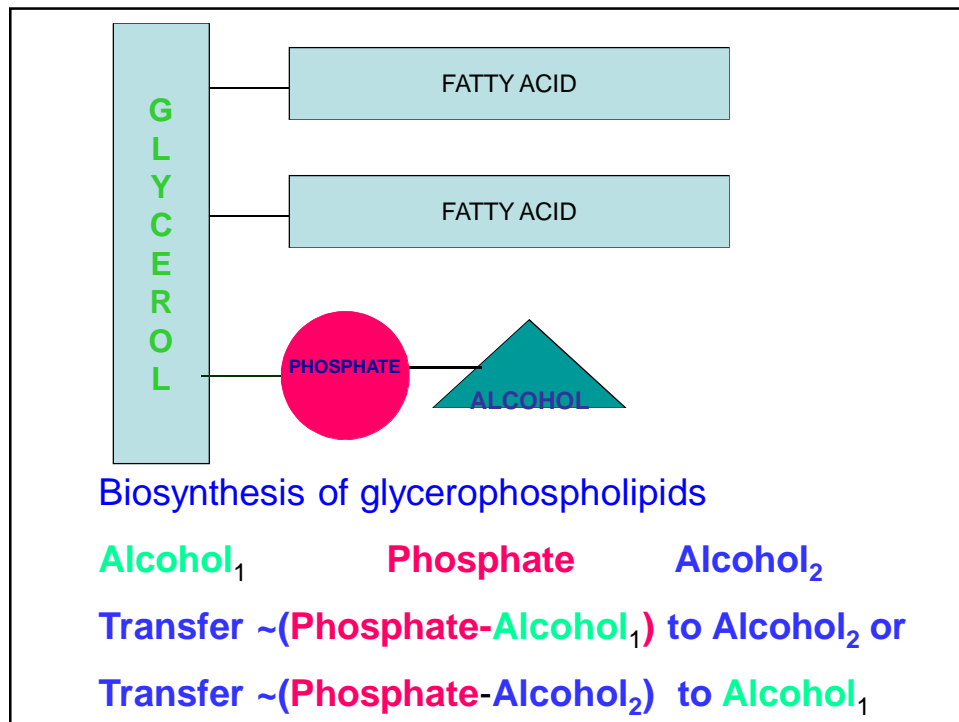 GLYCEROL
FATTY ACID
FATTY ACID
PHOSPHATE
ALCOHOL
Biosynthesis of glycerophospholipids
Alcohol₁ Phosphate Alcohol₂
Transfer ~(Phosphate-Alcohol₁) to Alcohol₂ or
Transfer ~(Phosphate-Alcohol₂) to Alcohol₁